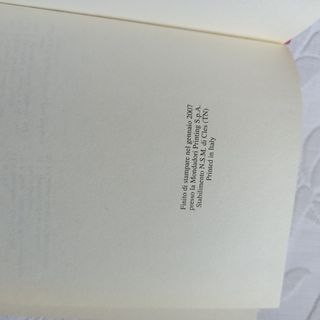 Finito di stampare nel gennaio 2007
presso la Mondadori Printing S.p.A.
Stabilimento N.S.M. di Cles (TN)
Printed in Italy